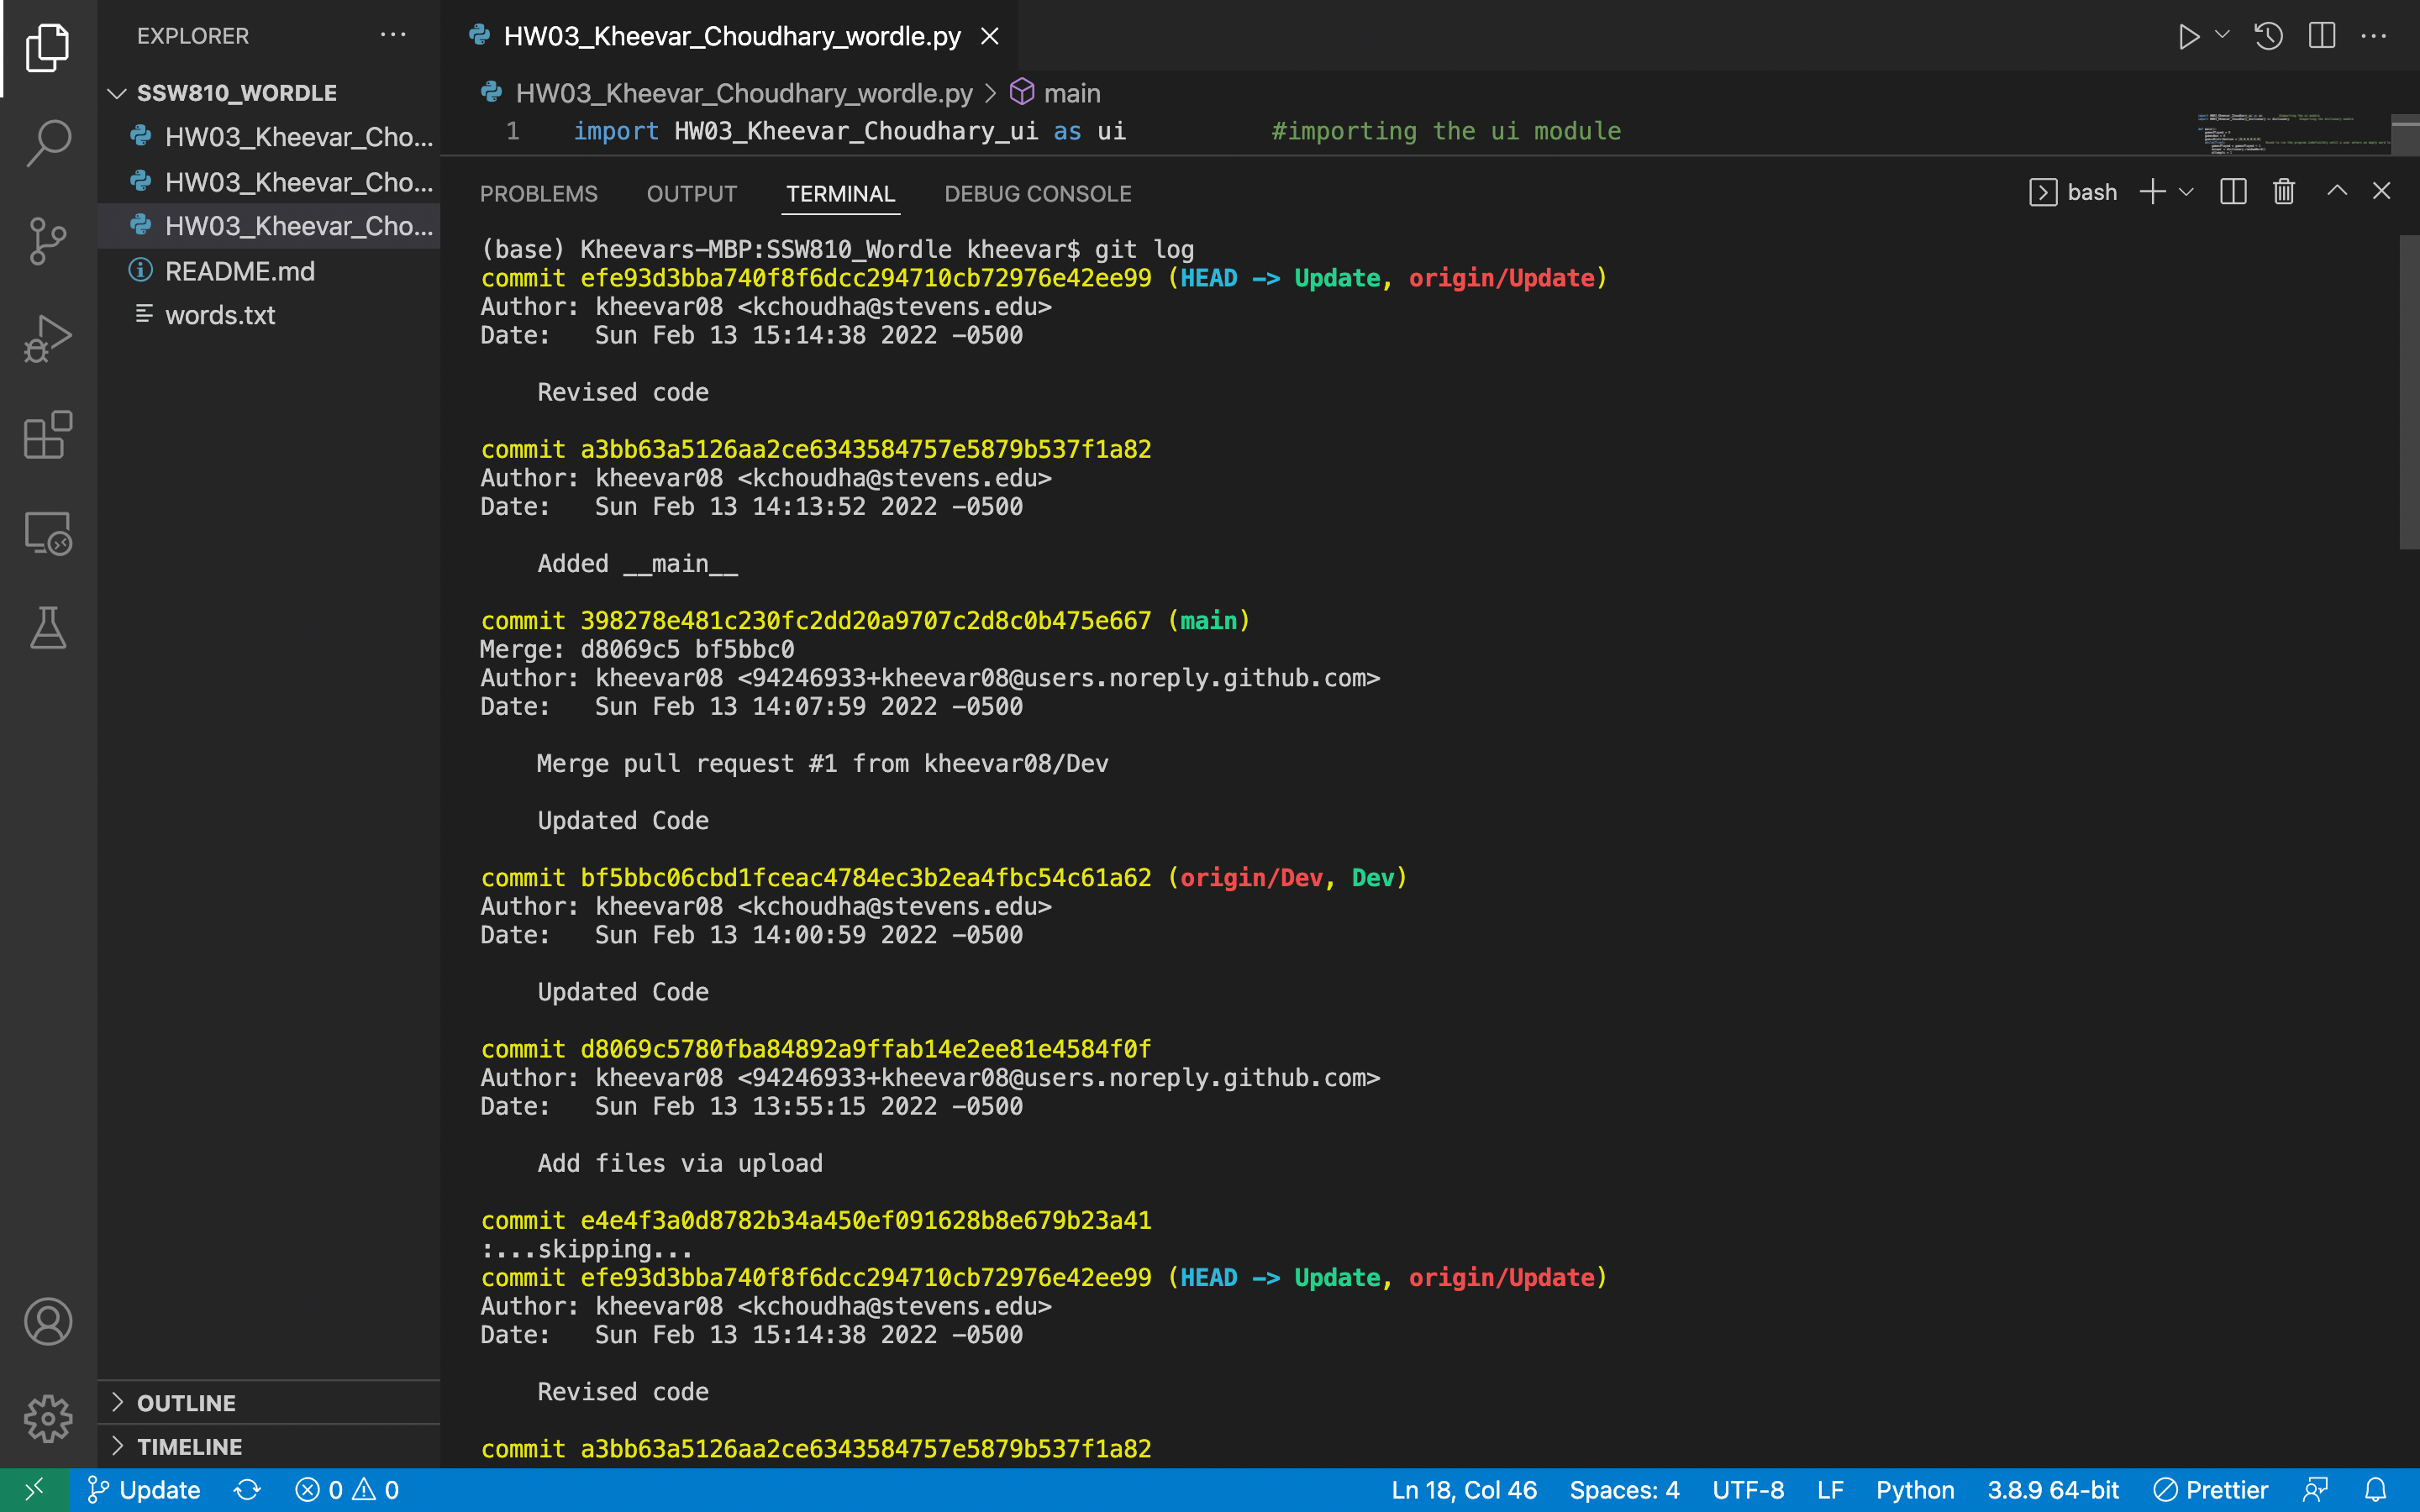 EXPLORER
SSW810_WORDLE
HW03_Kheevar_Cho...
HW03_Kheevar_Cho...
HW03_Kheevar_Cho...
README.md
words.txt
OUTLINE
TIMELINE
HW03_Kheevar_Choudhary_wordle.py
HW03_Kheevar_Choudhary_wordle.py > main
1 import HW03_Kheevar_Choudhary_ui as ui #importing the ui module
PROBLEMS OUTPUT TERMINAL DEBUG CONSOLE
bash
(base) Kheevars-MBP:SSW810_Wordle kheevar$ git log
commit efe93d3bba740f8f6dcc294710cb72976e42ee99 (HEAD -> Update, origin/Update)
Author: kheevar08 <kchoudha@stevens.edu>
Date:   Sun Feb 13 15:14:38 2022 -0500
Revised code
commit a3bb63a5126aa2ce6343584757e5879b537f1a82
Author: kheevar08 <kchoudha@stevens.edu>
Date:   Sun Feb 13 14:13:52 2022 -0500
Added __main__
commit 398278e481c230fc2dd20a9707c2d8c0b475e667 (main)
Merge: d8069c5 bf5bbc0
Author: kheevar08 <94246933+kheevar08@users.noreply.github.com>
Date:   Sun Feb 13 14:07:59 2022 -0500
Merge pull request #1 from kheevar08/Dev
Updated Code
commit bf5bbc06cbd1fceac4784ec3b2ea4fbc54c61a62 (origin/Dev, Dev)
Author: kheevar08 <kchoudha@stevens.edu>
Date:   Sun Feb 13 14:00:59 2022 -0500
Updated Code
commit d8069c5780fba84892a9ffab14e2ee81e4584f0f
Author: kheevar08 <94246933+kheevar08@users.noreply.github.com>
Date:   Sun Feb 13 13:55:15 2022 -0500
Add files via upload
commit e4e4f3a0d8782b34a450ef091628b8e679b23a41
:...skipping...
commit efe93d3bba740f8f6dcc294710cb72976e42ee99 (HEAD -> Update, origin/Update)
Author: kheevar08 <kchoudha@stevens.edu>
Date:   Sun Feb 13 15:14:38 2022 -0500
Revised code
commit a3bb63a5126aa2ce6343584757e5879b537f1a82
Update 0 0 Ln 18, Col 46 Spaces: 4 UTF-8 LF Python 3.8.9 64-bit Prettier